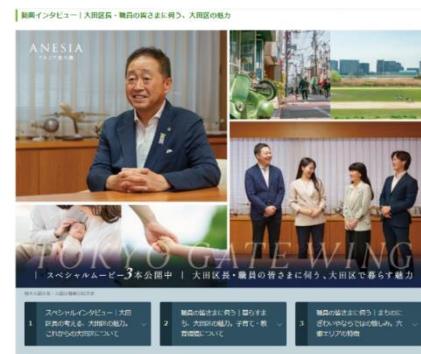 動画インタビュー｜大田区長・職員の皆さまに伺う、大田区の魅力
ANESIA
TOKYO GATE WING
｜ スペシャルムービー3本公開中 ｜ 大田区長・職員の皆さまに伺う、大田区で暮らす魅力
1
スペシャルインタビュー｜大田
区長の考える、大田区の魅力。
これからの大田区について
2
職員の皆さまに伺う｜暮らすま
ち、大田区の魅力。子育て・教
育環境について
3
職員の皆さまに伺う｜まちのに
ぎわいやならではの愉しみ。六
郷エリアの特徴